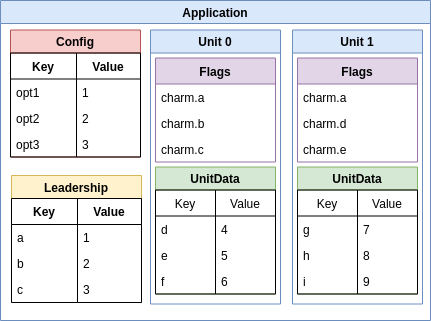 Application
Config
Key Value
opt1 1
opt2 2
opt3 3
Leadership
Key Value
a 1
b 2
c 3
Unit 0
Flags
charm.a
charm.b
charm.c
UnitData
Key Value
d 4
e 5
f 6
Unit 1
Flags
charm.a
charm.d
charm.e
UnitData
Key Value
g 7
h 8
i 9